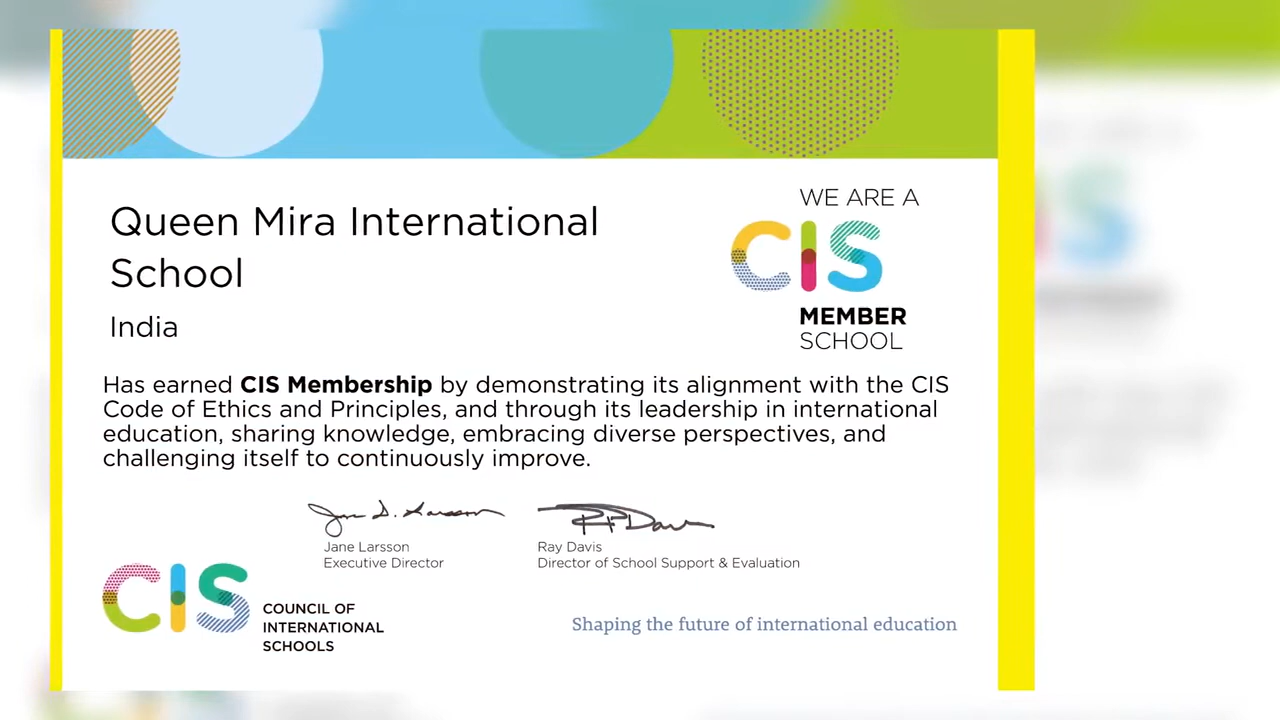 Queen Mira International
School
India
WE ARE A
CIS
MEMBER
SCHOOL
Has earned CIS Membership by demonstrating its alignment with the CIS
Code of Ethics and Principles, and through its leadership in international
education, sharing knowledge, embracing diverse perspectives, and
challenging itself to continuously improve.
Jane Larsson
Executive Director
Ray Davis
Director of School Support & Evaluation
CIS
COUNCIL OF
INTERNATIONAL
SCHOOLS
Shaping the future of international education